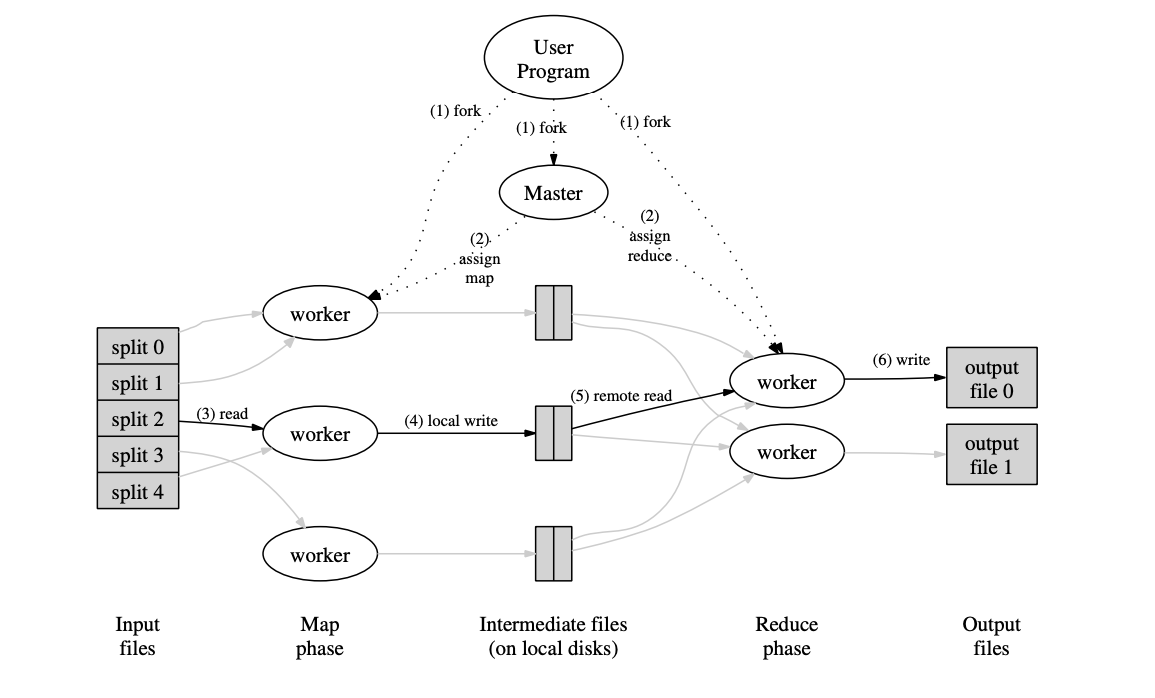 User
Program
(1) fork
(1) fork
(1) fork
Master
(2)
assign
map
(2)
assign
reduce
worker
split 0
split 1
split 2
split 3
split 4
(3) read
worker
(4) local write
worker
(5) remote read
worker
(6) write
output
file 0
worker
output
file 1
Input
files
Map
phase
Intermediate files
(on local disks)
Reduce
phase
Output
files